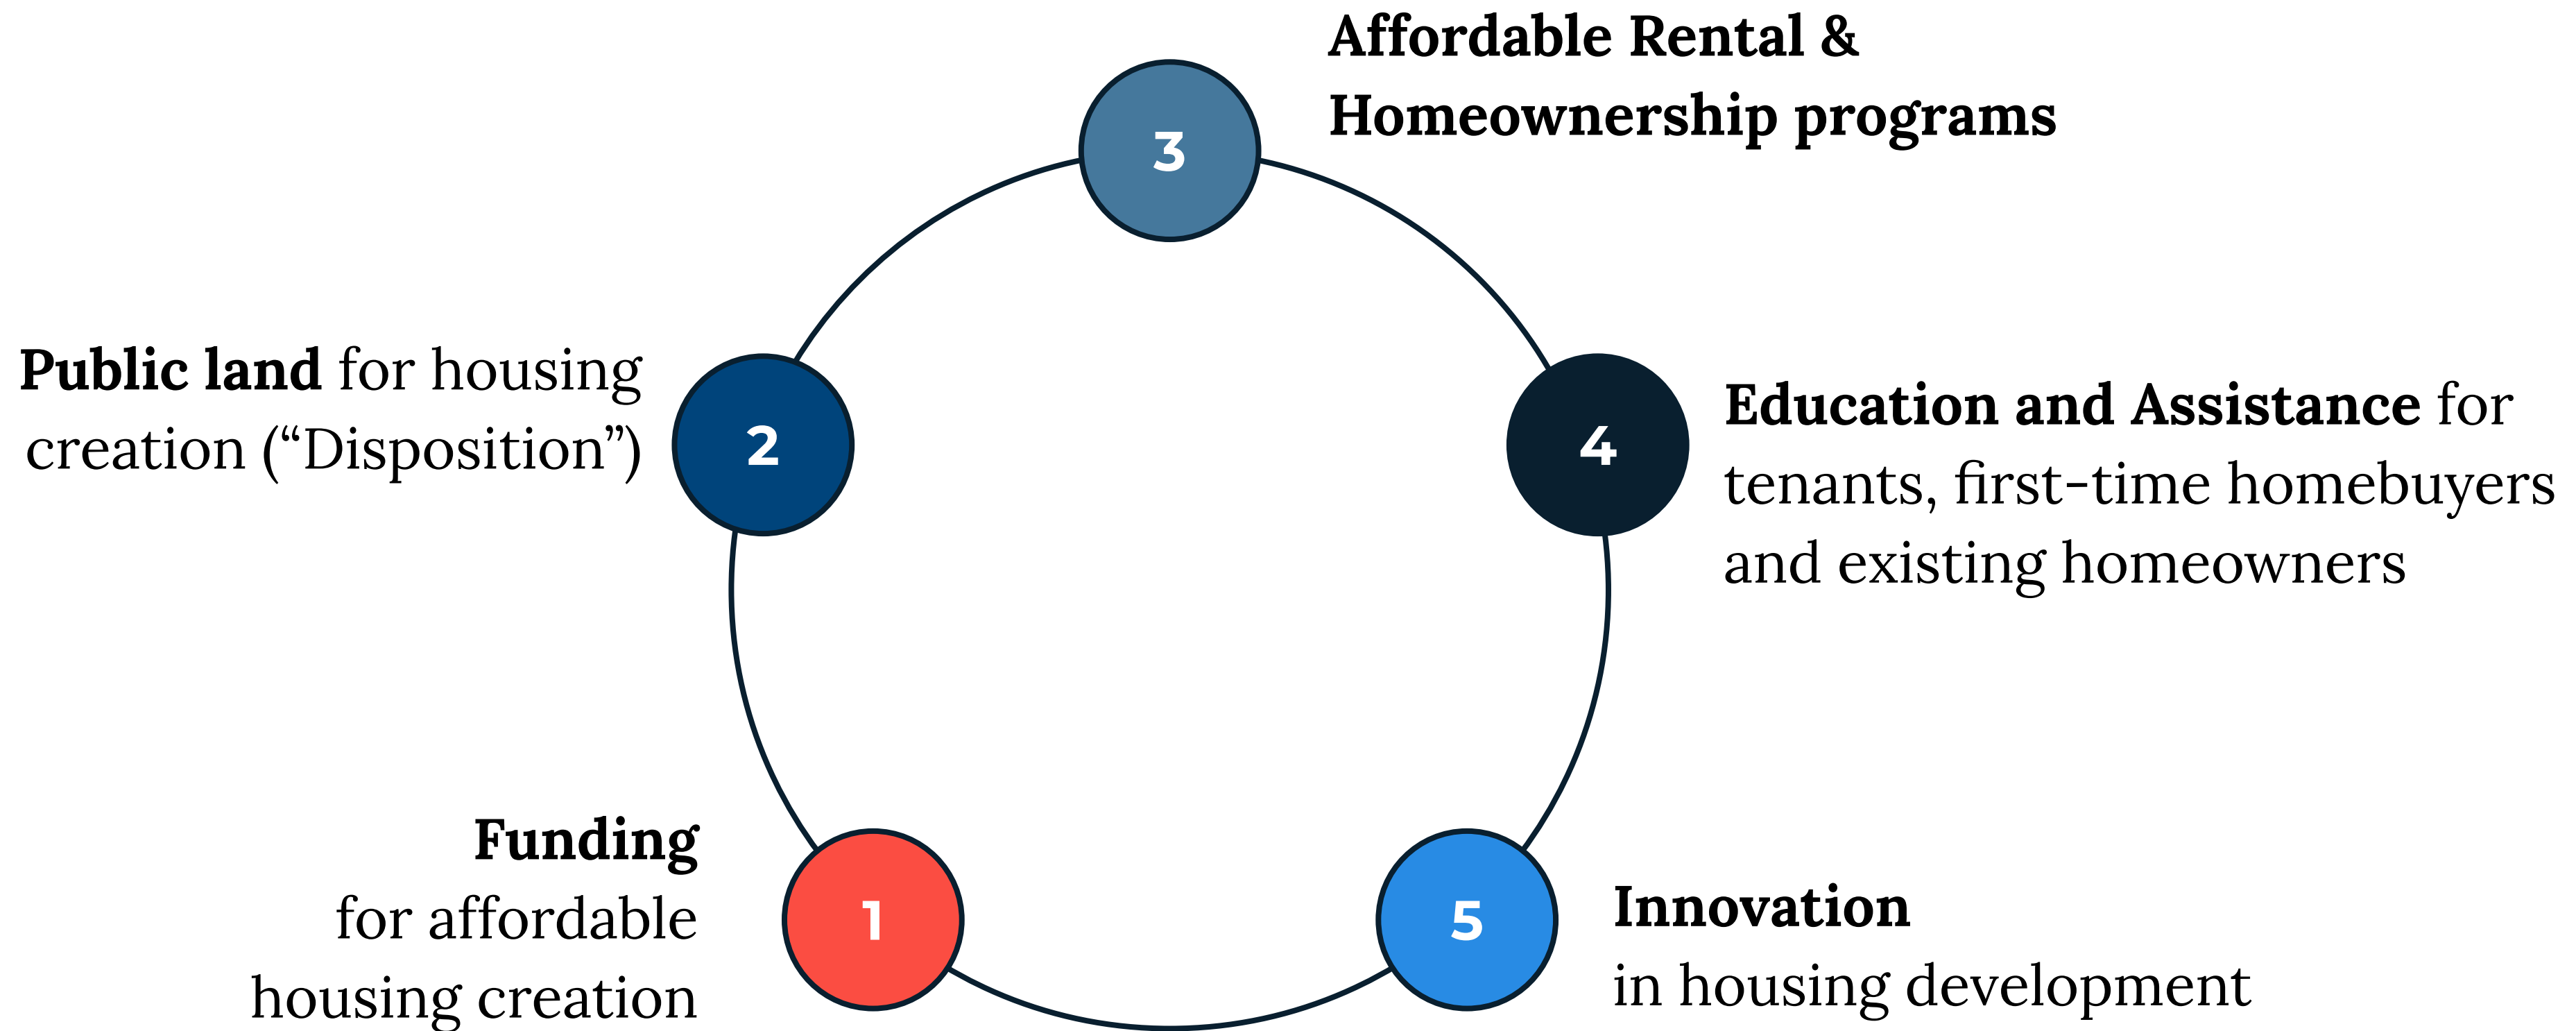 Affordable Rental &
Homeownership programs
3
Public land for housing
creation (“Disposition”)
2
4
Education and Assistance for
tenants, first-time homebuyers
and existing homeowners
Funding
for affordable
housing creation
1
5
Innovation
in housing development